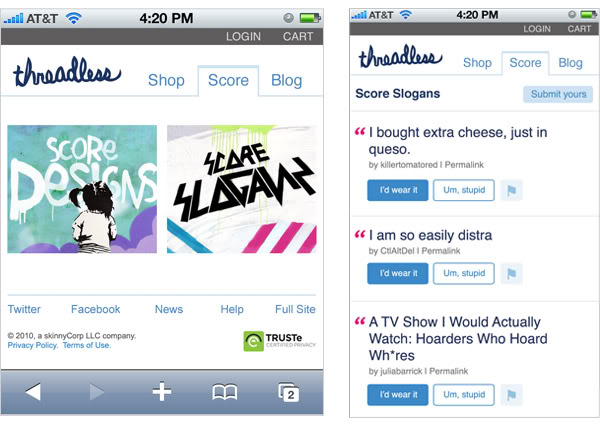 AT&T 4:20 PM
LOGIN CART
threadless Shop Score Blog
SCORE
DESIGNS
SCORE
SLOGANZ
Twitter Facebook News Help Full Site
© 2010, a skinnyCorp LLC company.
Privacy Policy. Terms of Use.
TRUSTe
CERTIFIED PRIVACY
2
AT&T 4:20 PM
LOGIN CART
threadless Shop Score Blog
Score Slogans Submit yours
“ I bought extra cheese, just in
queso.
by killertomatored | Permalink
I'd wear it Um, stupid
“ I am so easily distra
by CtlAltDel | Permalink
I'd wear it Um, stupid
“ A TV Show I Would Actually
Watch: Hoarders Who Hoard
Wh*res
by juliabarrick | Permalink
I'd wear it Um, stupid